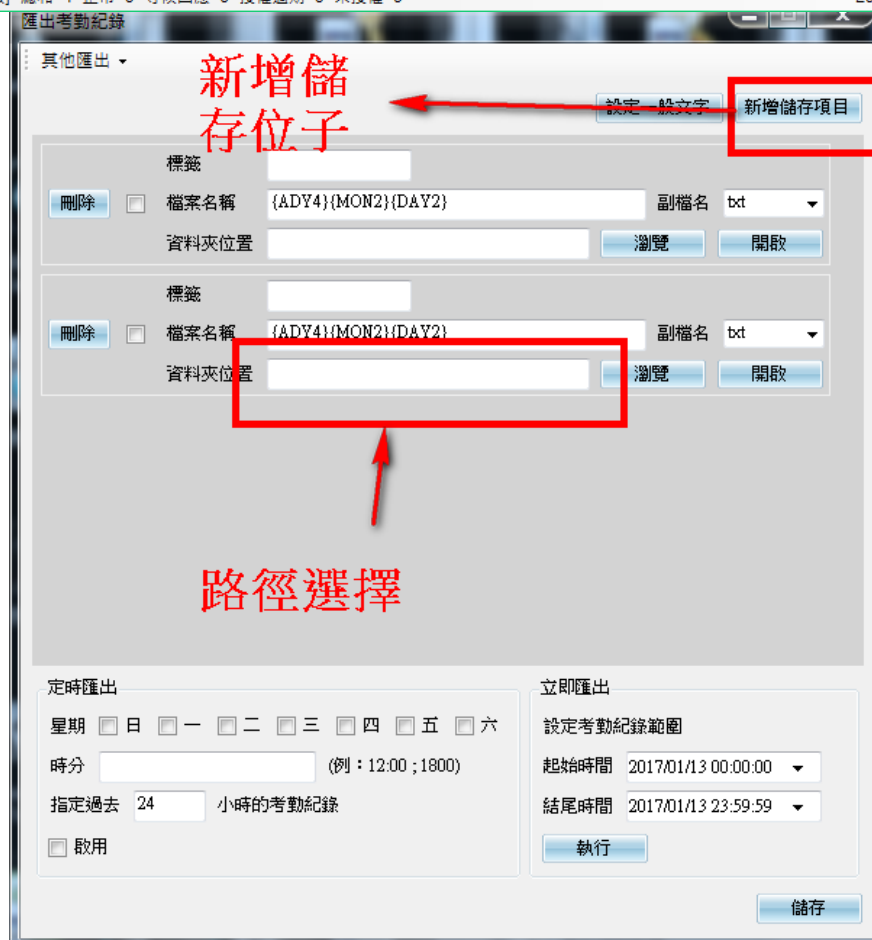 匯出考勤紀錄
其他匯出
新增儲
存位子
設定一般文字 新增儲存項目
標籤
刪除 檔案名稱 {ADY4}{MON2}{DAY2} 副檔名 txt
資料夾位置 瀏覽 開啟
標籤
刪除 檔案名稱 {ADY4}{MON2}{DAY2} 副檔名 txt
資料夾位置 瀏覽 開啟
路徑選擇
定時匯出
星期 日 一 二 三 四 五 六
時分 (例：12:00 ; 1800)
指定過去 24 小時的考勤紀錄
啟用
立即匯出
設定考勤紀錄範圍
起始時間 2017/01/13 00:00:00
結尾時間 2017/01/13 23:59:59
執行
儲存